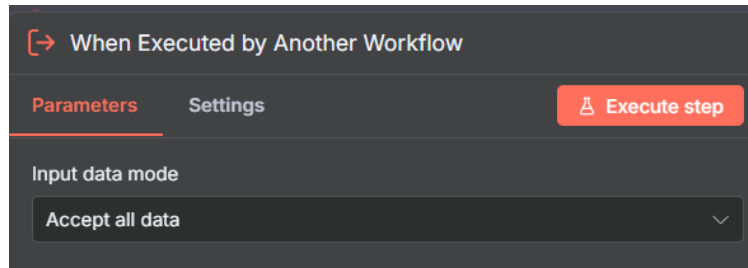 When Executed by Another Workflow
Parameters Settings Execute step
Input data mode
Accept all data